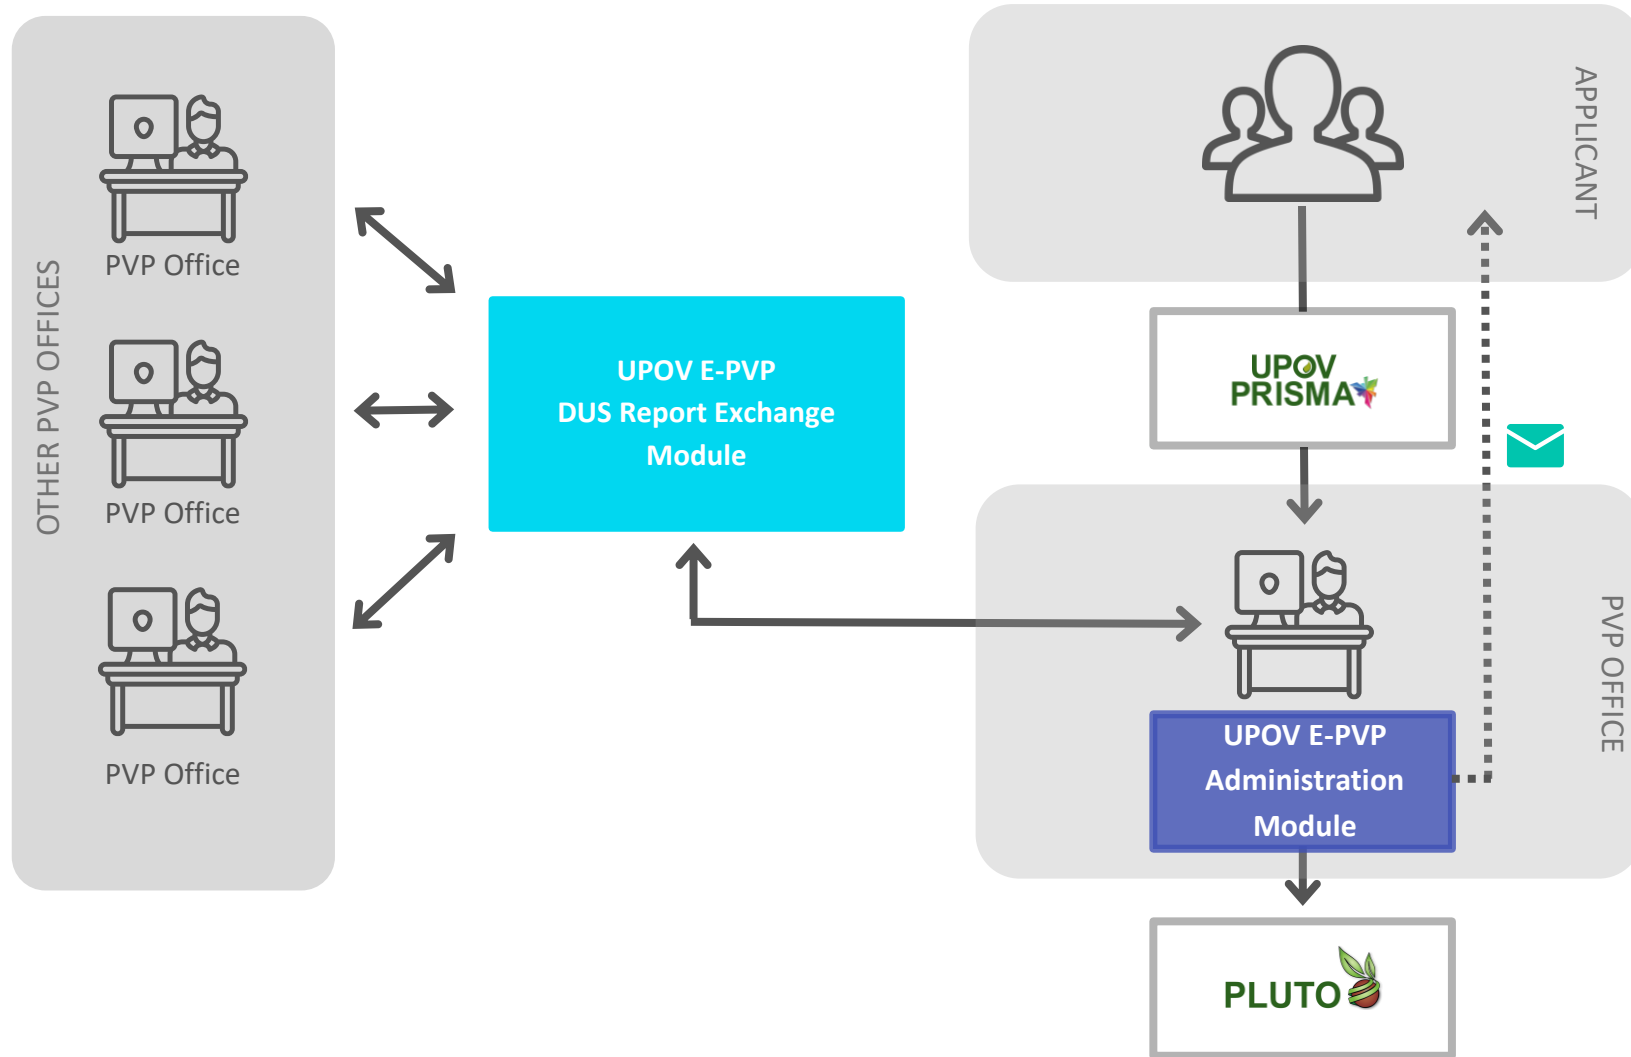 OTHER PVP OFFICES
PVP Office
PVP Office
PVP Office
UPOV E-PVP
DUS Report Exchange
Module
APPLICANT
UPOV
PRISMA
PVP OFFICE
UPOV E-PVP
Administration
Module
PLUTO